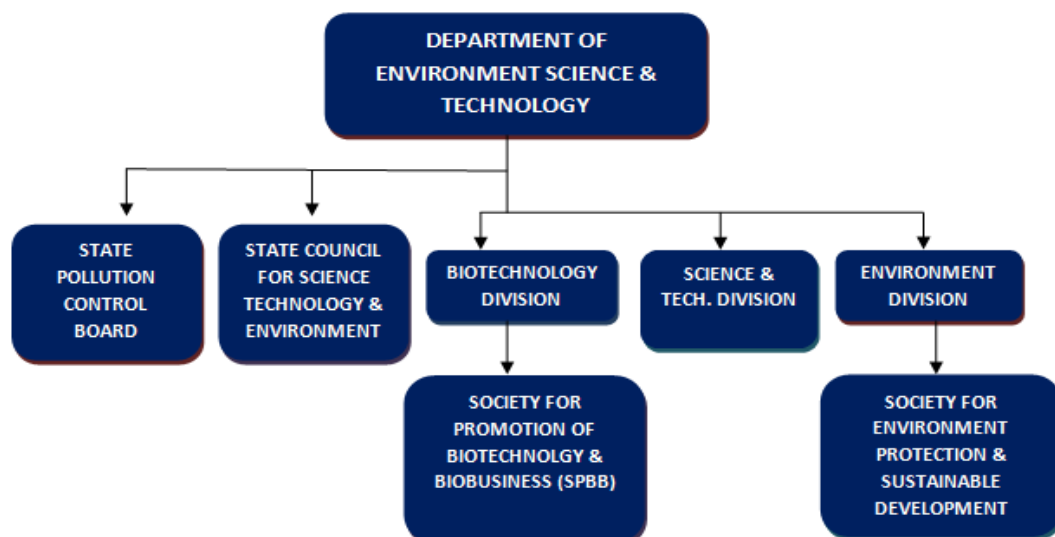 DEPARTMENT OF
ENVIRONMENT SCIENCE &
TECHNOLOGY
STATE
POLLUTION
CONTROL
BOARD
STATE COUNCIL
FOR SCIENCE
TECHNOLOGY &
ENVIRONMENT
BIOTECHNOLOGY
DIVISION
SCIENCE &
TECH. DIVISION
ENVIRONMENT
DIVISION
SOCIETY FOR
PROMOTION OF
BIOTECHNOLGY &
BIOBUSINESS (SPBB)
SOCIETY FOR
ENVIRONMENT
PROTECTION &
SUSTAINABLE
DEVELOPMENT